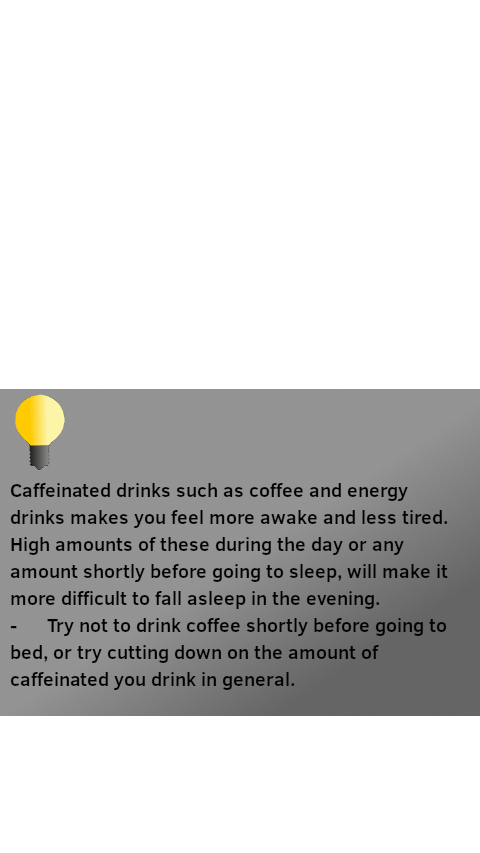 Caffeinated drinks such as coffee and energy
drinks makes you feel more awake and less tired.
High amounts of these during the day or any
amount shortly before going to sleep, will make it
more difficult to fall asleep in the evening.
- Try not to drink coffee shortly before going to
bed, or try cutting down on the amount of
caffeinated you drink in general.